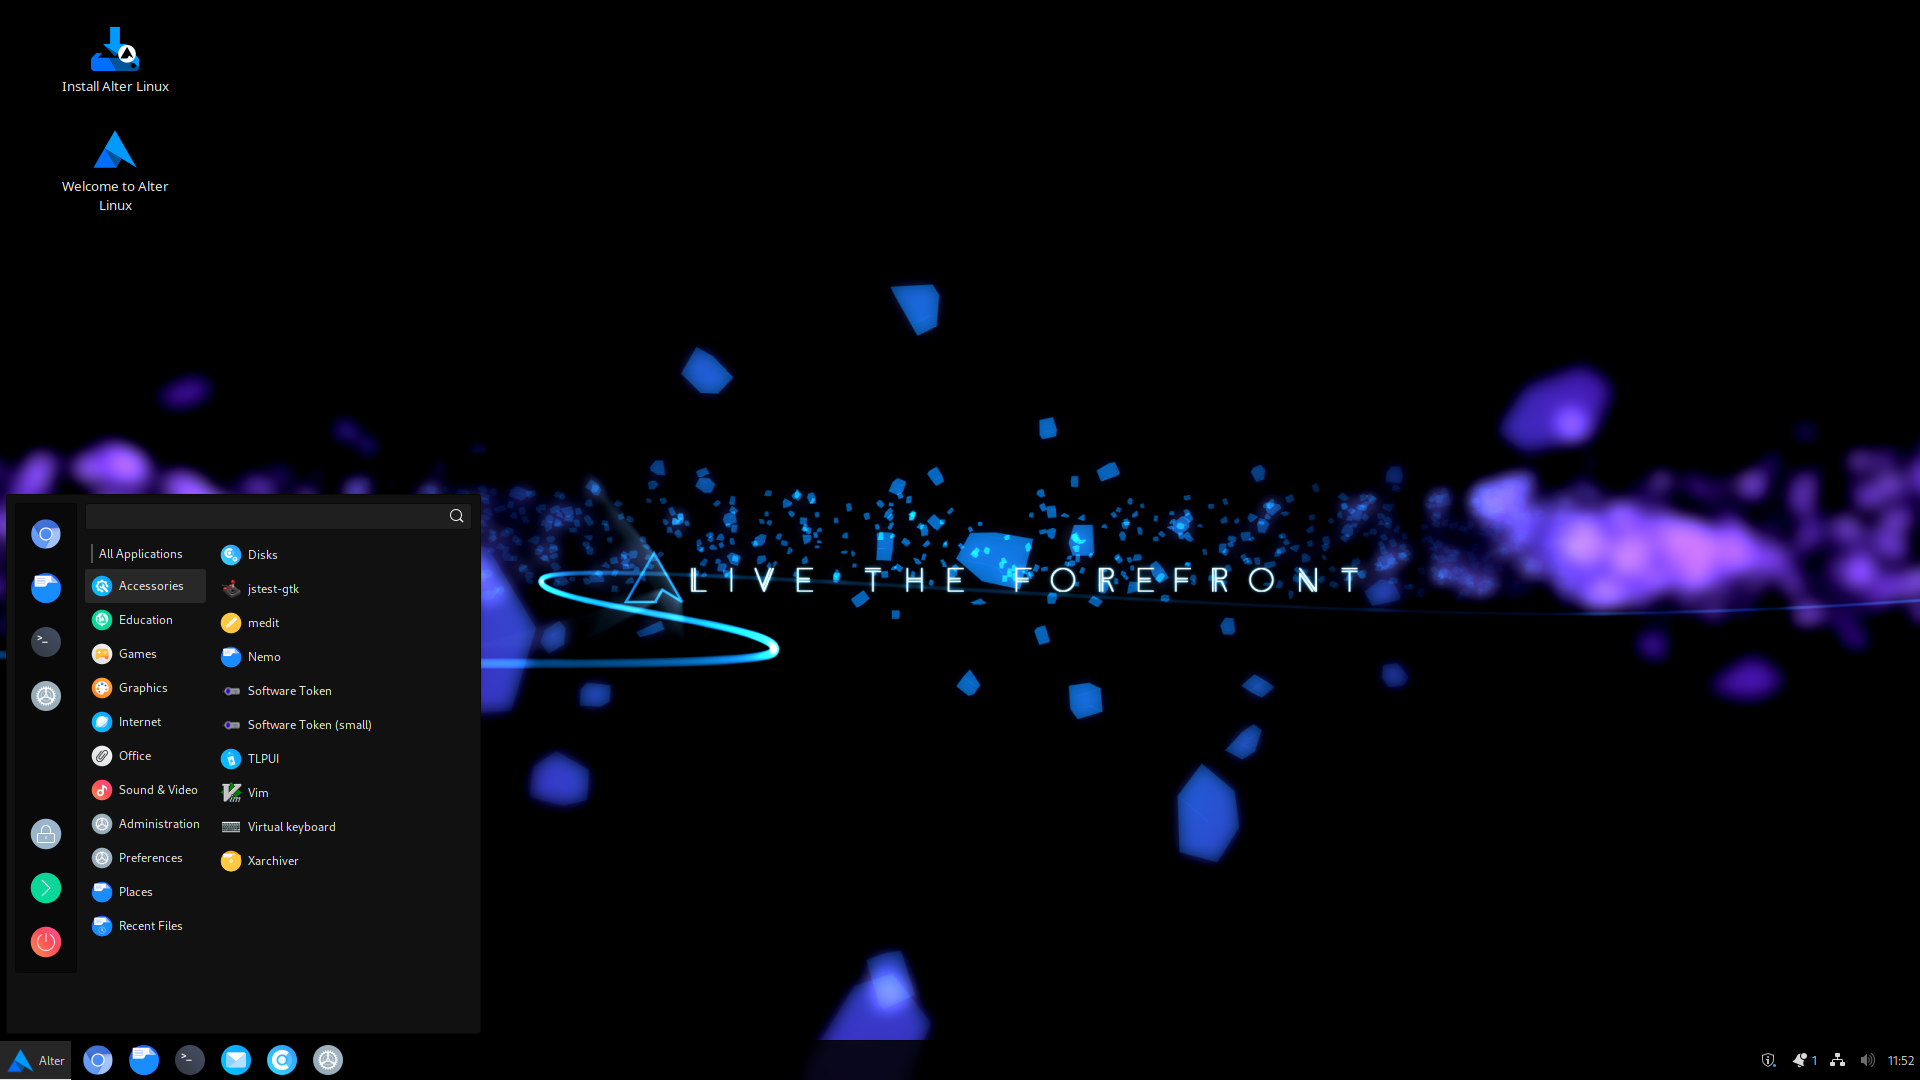 Install Alter Linux
Welcome to Alter
Linux
ALIVE THE FOREFRONT
All Applications
Accessories
Education
Games
Graphics
Internet
Office
Sound & Video
Administration
Preferences
Places
Recent Files
Disks
jstest-gtk
medit
Nemo
Software Token
Software Token (small)
TLPUI
Vim
Virtual keyboard
Xarchiver
Alter
1
11:52